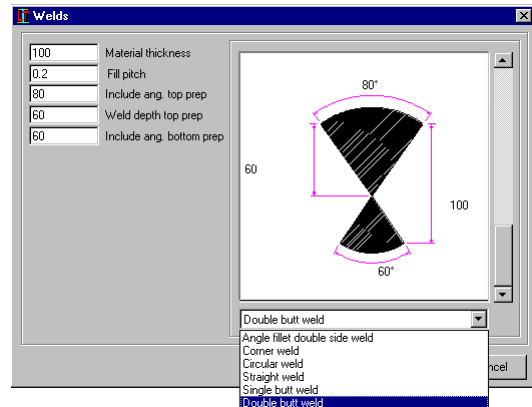 Welds
100 Material thickness
0.2 Fill pitch
80 Include ang. top prep
60 Weld depth top prep
60 Include ang. bottom prep
80°
60
100
60°
Double butt weld
Angle fillet double side weld
Corner weld
Circular weld
Straight weld
Single butt weld
Double butt weld